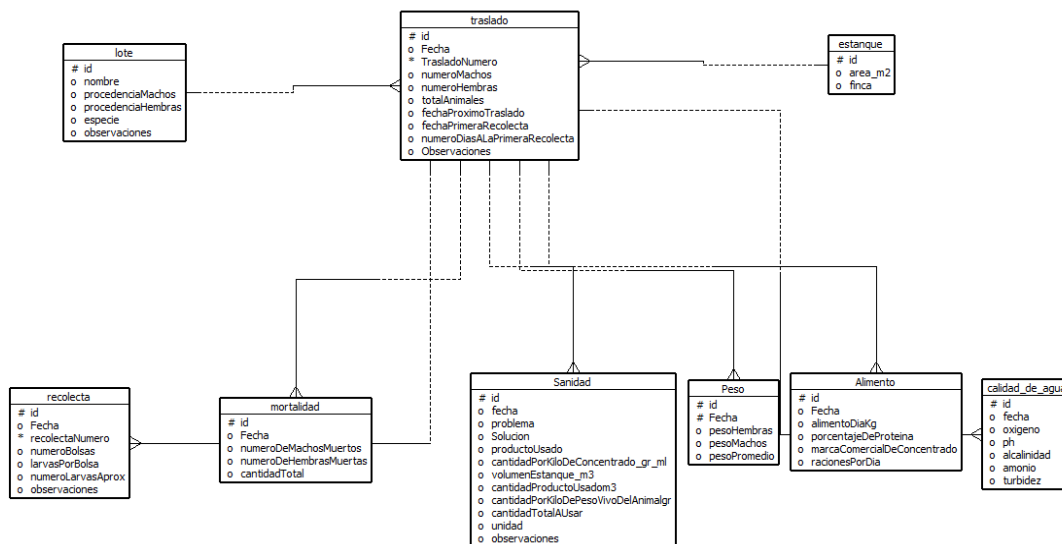 traslado
# id
o Fecha
* TrasladoNumero
o numeroMachos
o numeroHembras
o totalAnimales
o fechaProximoTraslado
o fechaPrimeraRecolecta
o numeroDiasALaPrimeraRecolecta
o Observaciones
lote
# id
o nombre
o procedenciaMachos
o procedenciaHembras
o especie
o observaciones
estanque
# id
o area_m2
o finca
recolecta
# id
o Fecha
* recolectaNumero
o numeroBolsas
o larvasPorBolsa
o numeroLarvasAprox
o observaciones
mortalidad
# id
o Fecha
o numeroDeMachosMuertos
o numeroDeHembrasMuertas
o cantidadTotal
Sanidad
# id
o fecha
o problema
o Solucion
o productoUsado
o cantidadPorKiloDeConcentrado_gr_ml
o volumenEstanque_m3
o cantidadProductoUsadom3
o cantidadPorKiloDePesoVivoDelAnimalgr
o cantidadTotalAUsar
o unidad
o observaciones
Peso
# id
# Fecha
o pesoHembras
o pesoMachos
o pesoPromedio
Alimento
# id
o Fecha
o alimentoDiaKg
o porcentajeDeProteina
o marcaComercialDeConcentrado
o racionesPorDia
calidad_de_agua
# id
o fecha
o oxigeno
o ph
o alcalinidad
o amonio
o turbidez